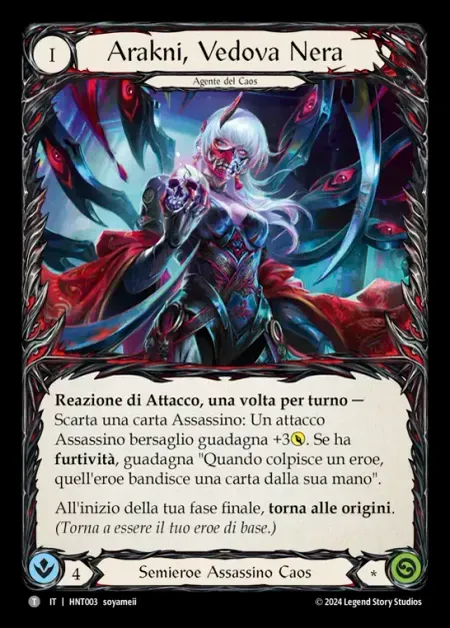 I
Arakni, Vedova Nera
Agente del Caos
Reazione di Attacco, una volta per turno —
Scarta una carta Assassino: Un attacco
Assassino bersaglio guadagna +3. Se ha
furtività, guadagna "Quando colpisce un eroe,
quell'eroe bandisce una carta dalla sua mano".
All'inizio della tua fase finale, torna alle origini.
(Torna a essere il tuo eroe di base.)
4
Semieroe Assassino Caos
*
T IT | HNT003 soyameii
© 2024 Legend Story Studios